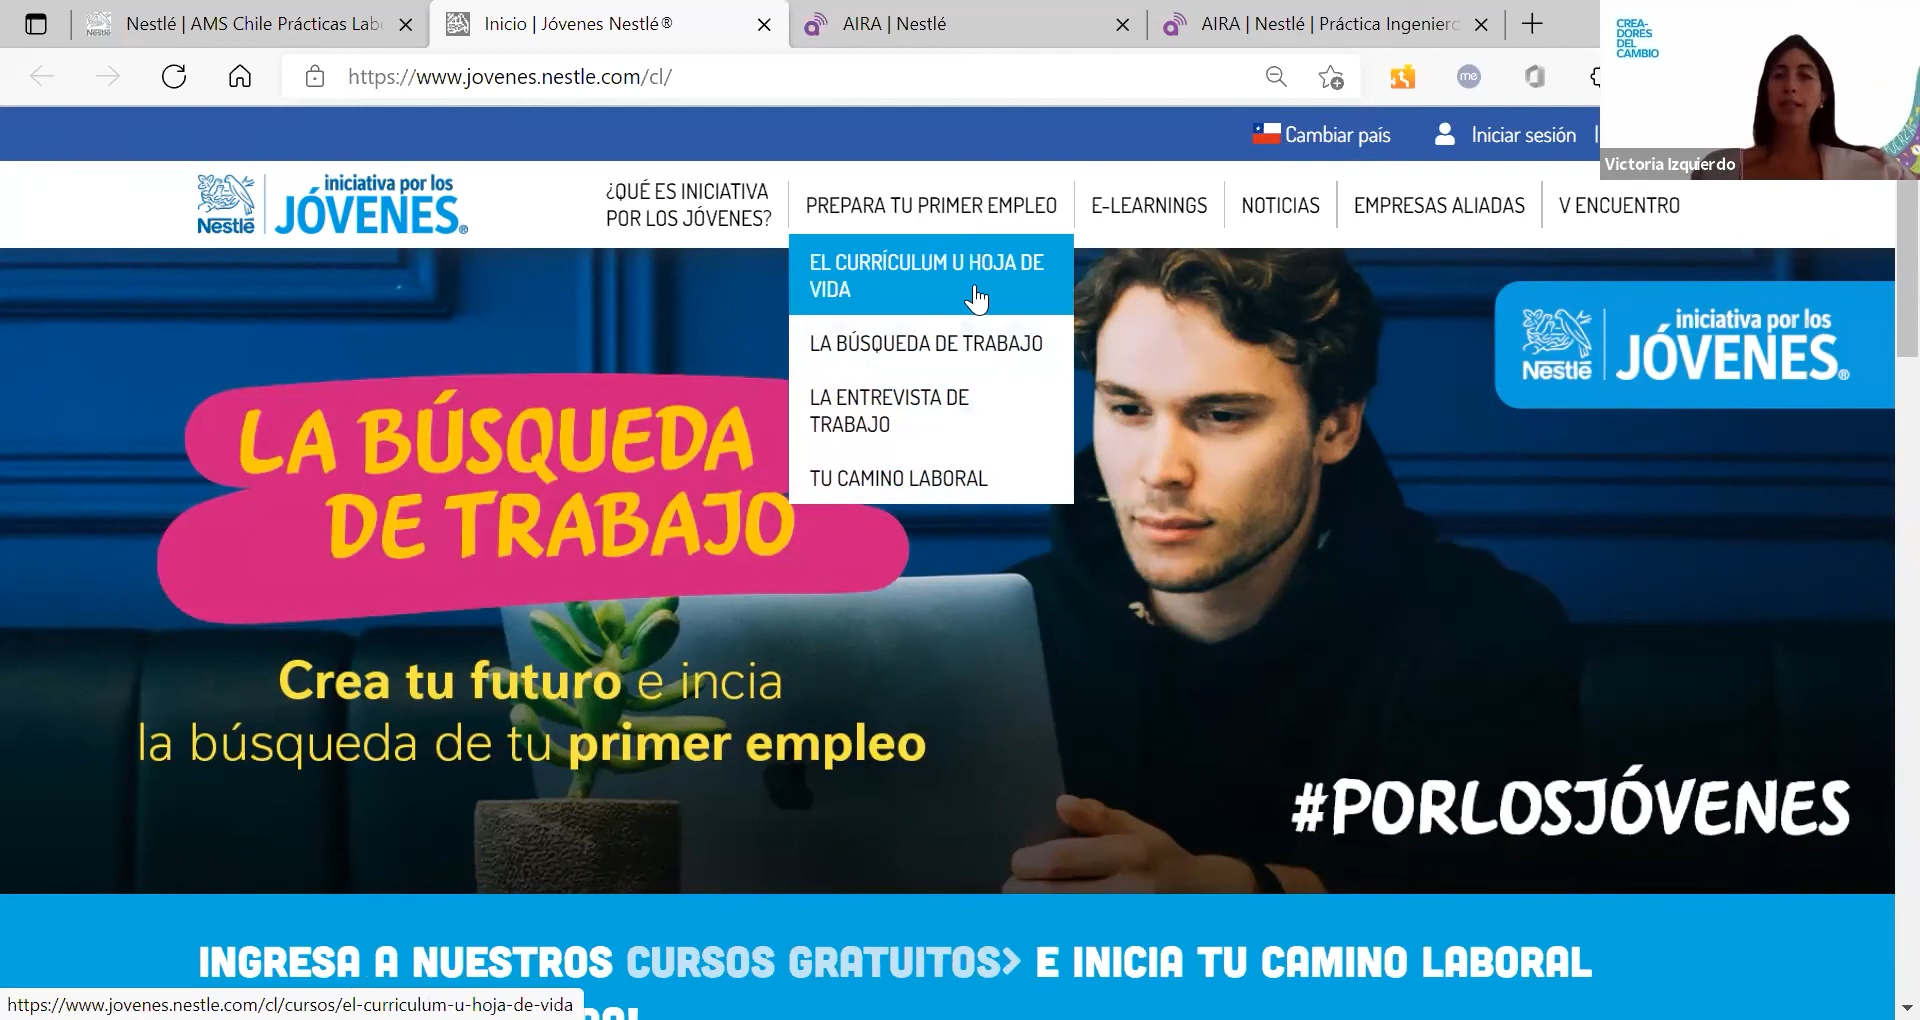 Nestlé | AMS Chile Prácticas Lab
Inicio | Jóvenes Nestlé®
AIRA | Nestlé
AIRA | Nestlé | Práctica Ingenier
https://www.jovenes.nestle.com/cl/
me
CREA-
DORES
DEL
CAMBIO
FUERZA
Victoria Izquierdo
Cambiar país
Iniciar sesión
Nestlé
iniciativa por los
JÓVENES®
¿QUÉ ES INICIATIVA
POR LOS JÓVENES?
PREPARA TU PRIMER EMPLEO
E-LEARNINGS
NOTICIAS
EMPRESAS ALIADAS
V ENCUENTRO
EL CURRÍCULUM U HOJA DE
VIDA
LA BÚSQUEDA DE TRABAJO
LA ENTREVISTA DE
TRABAJO
TU CAMINO LABORAL
Nestlé
iniciativa por los
JÓVENES®
LA BÚSQUEDA
DE TRABAJO
Crea tu futuro e incia
la búsqueda de tu primer empleo
#PORLOSJÓVENES
INGRESA A NUESTROS CURSOS GRATUITOS> E INICIA TU CAMINO LABORAL
https://www.jovenes.nestle.com/cl/cursos/el-curriculum-u-hoja-de-vida